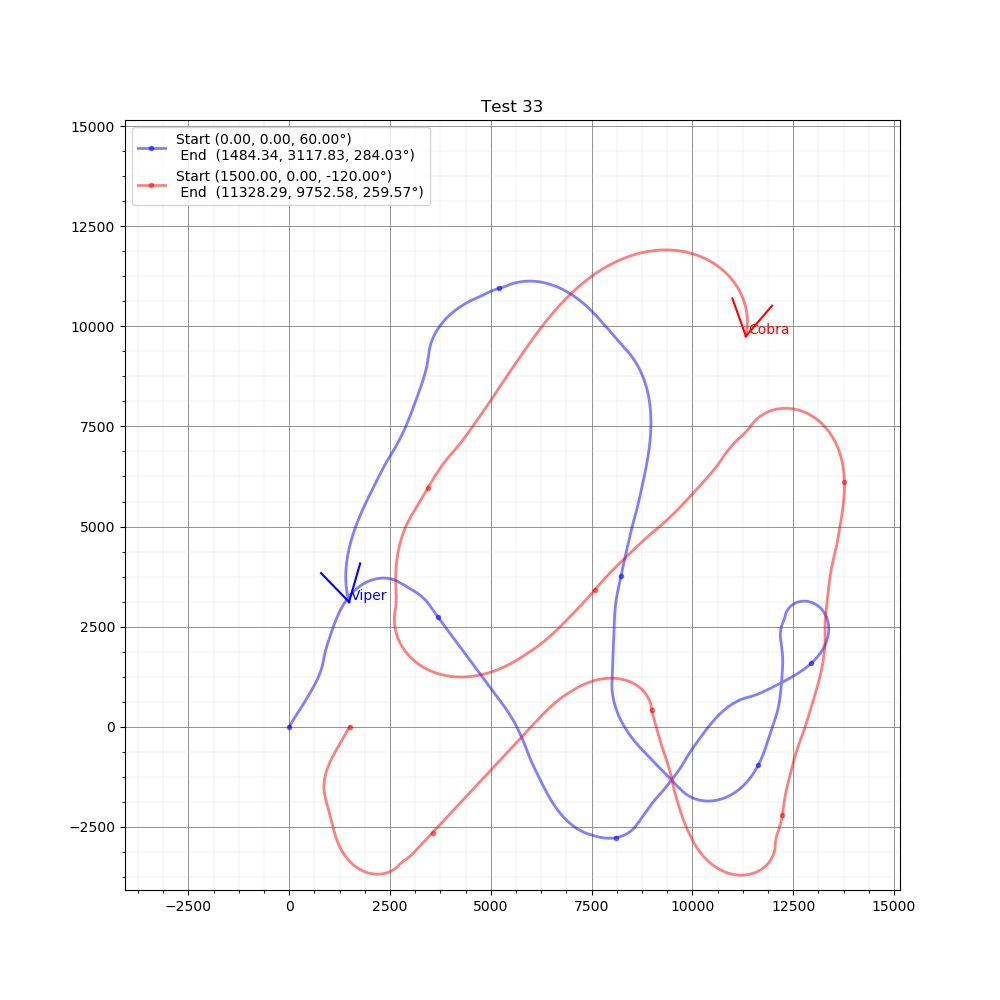 Test 33
Start (0.00, 0.00, 60.00°)
End (1484.34, 3117.83, 284.03°)
Start (1500.00, 0.00, -120.00°)
End (11328.29, 9752.58, 259.57°)
15000
12500
10000
7500
5000
2500
0
−2500
Cobra
Viper
−2500
0
2500
5000
7500
10000
12500
15000